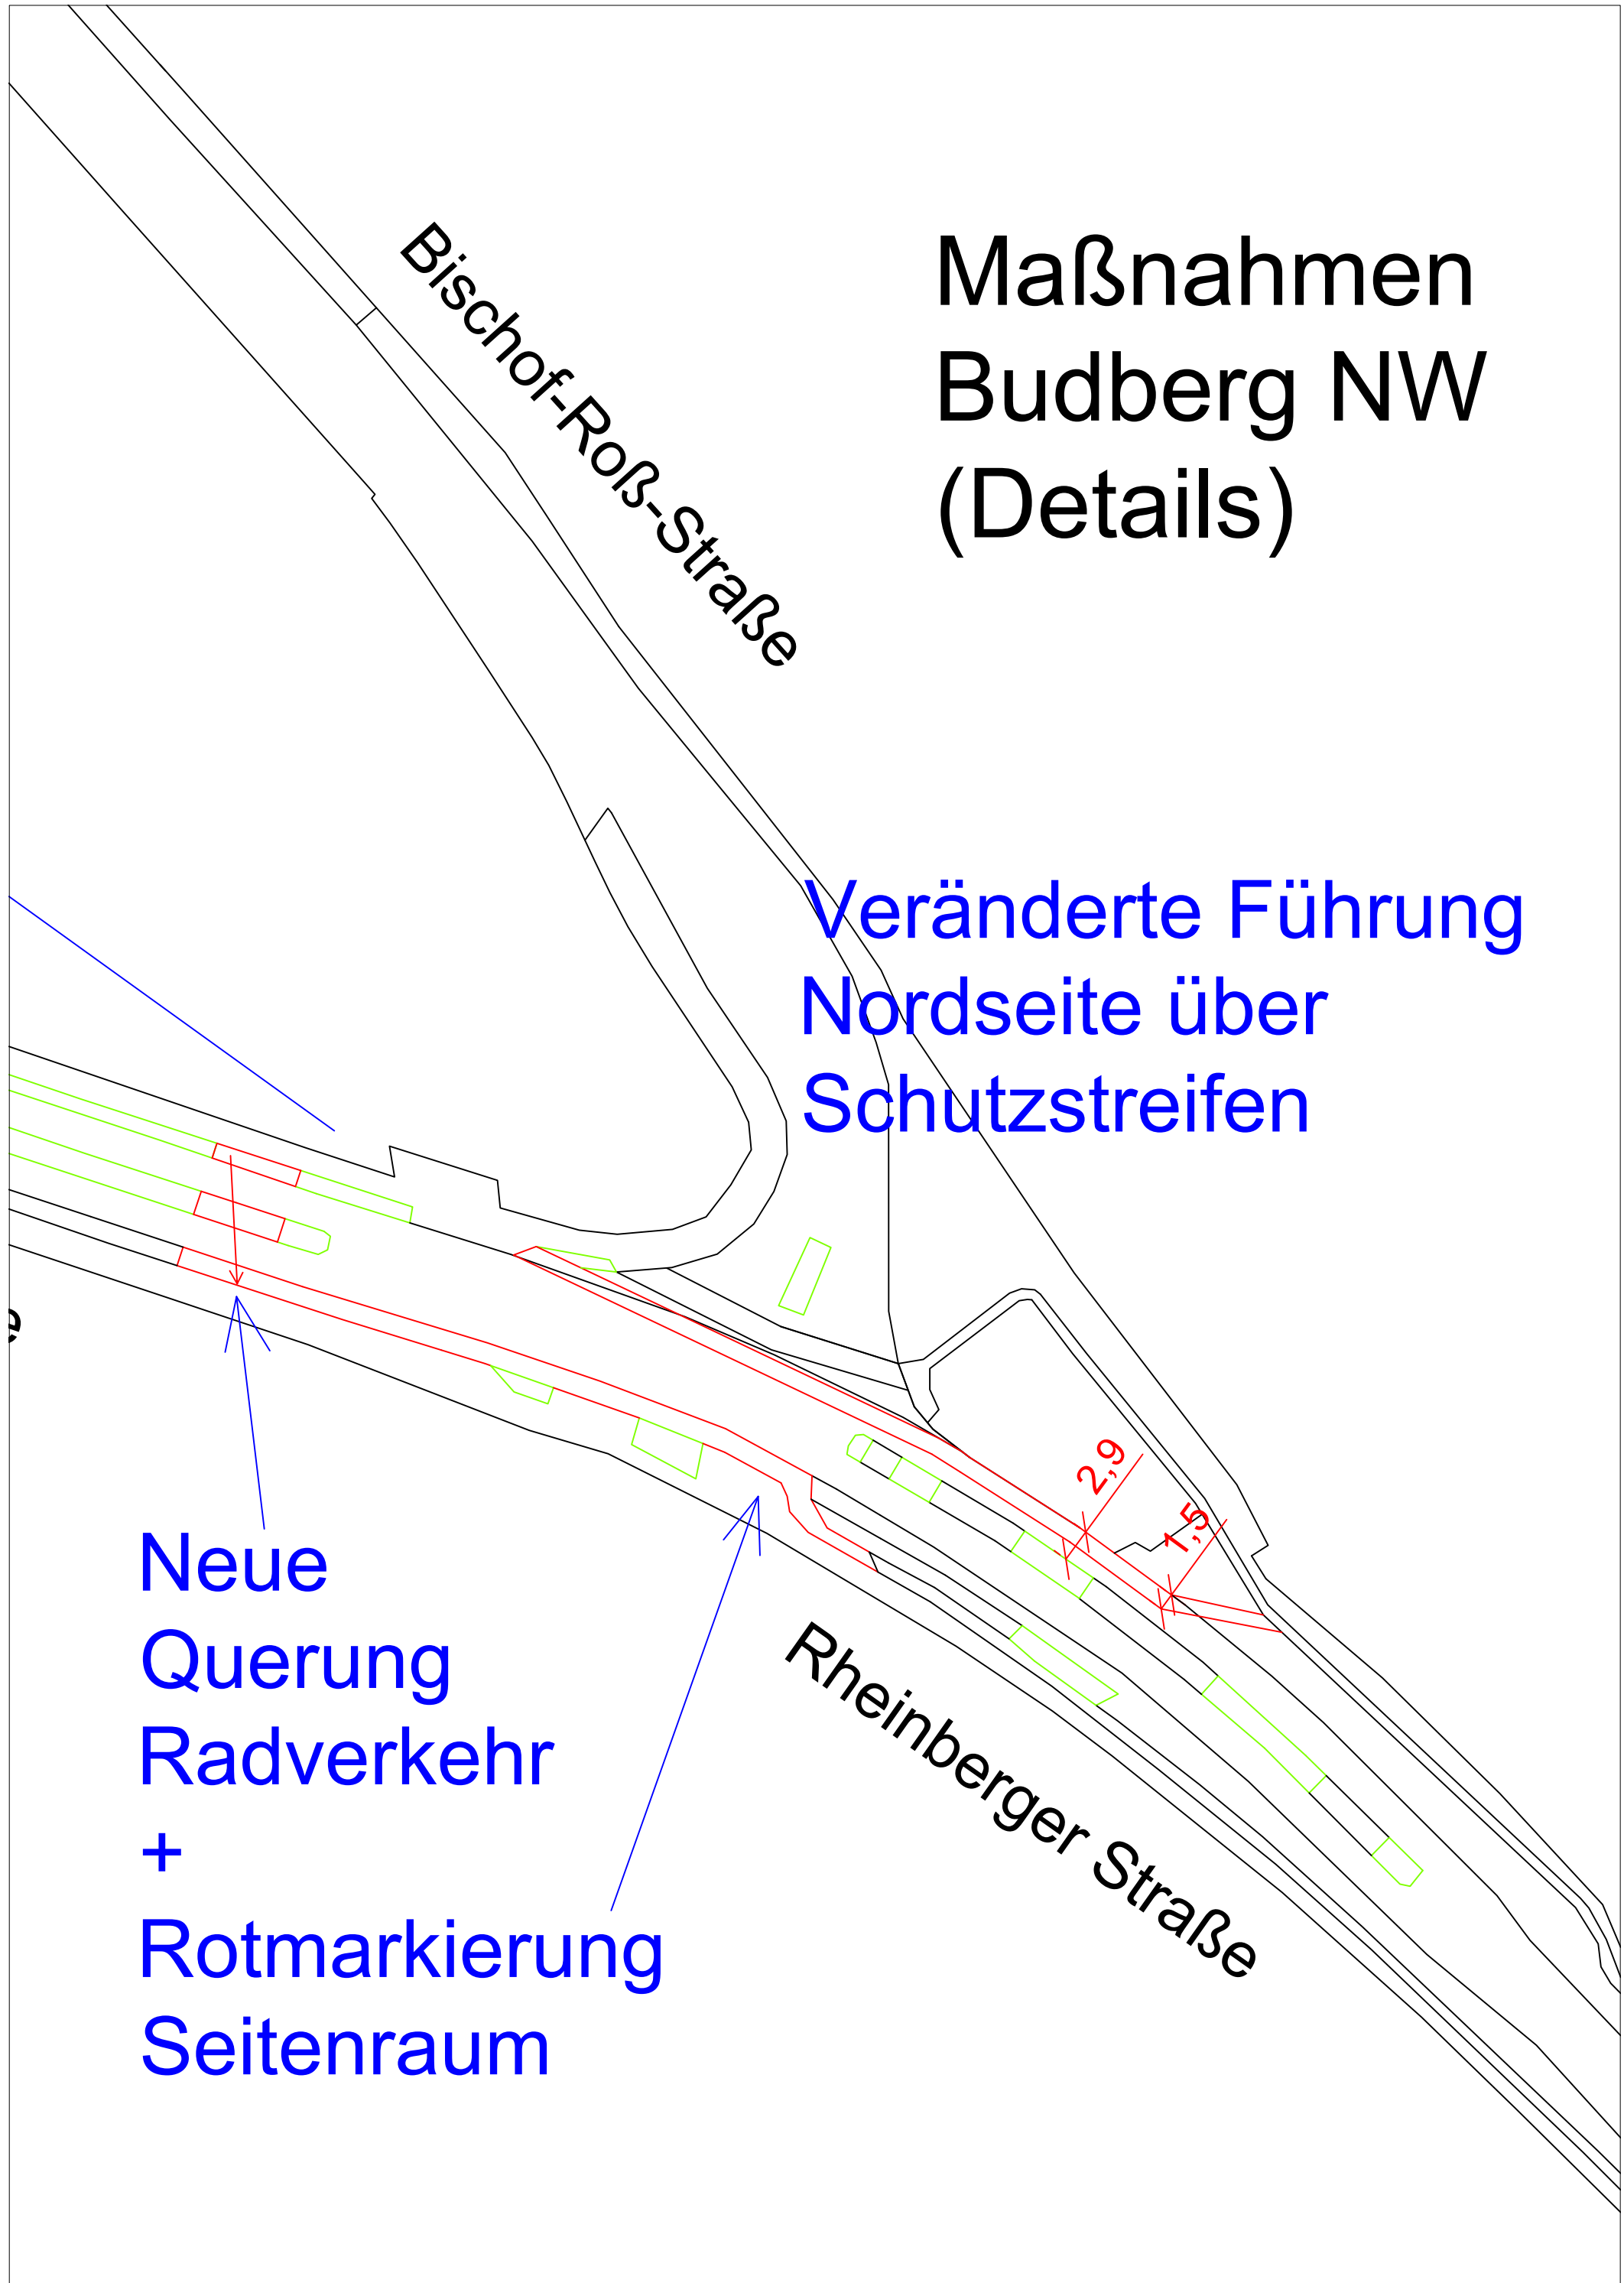 Maßnahmen
Budberg NW
(Details)
Bischof-Roß-Straße
Veränderte Führung
Nordseite über
Schutzstreifen
e
2,9
1,5
Neue
Querung
Radverkehr
+
Rotmarkierung
Seitenraum
Rheinberger Straße